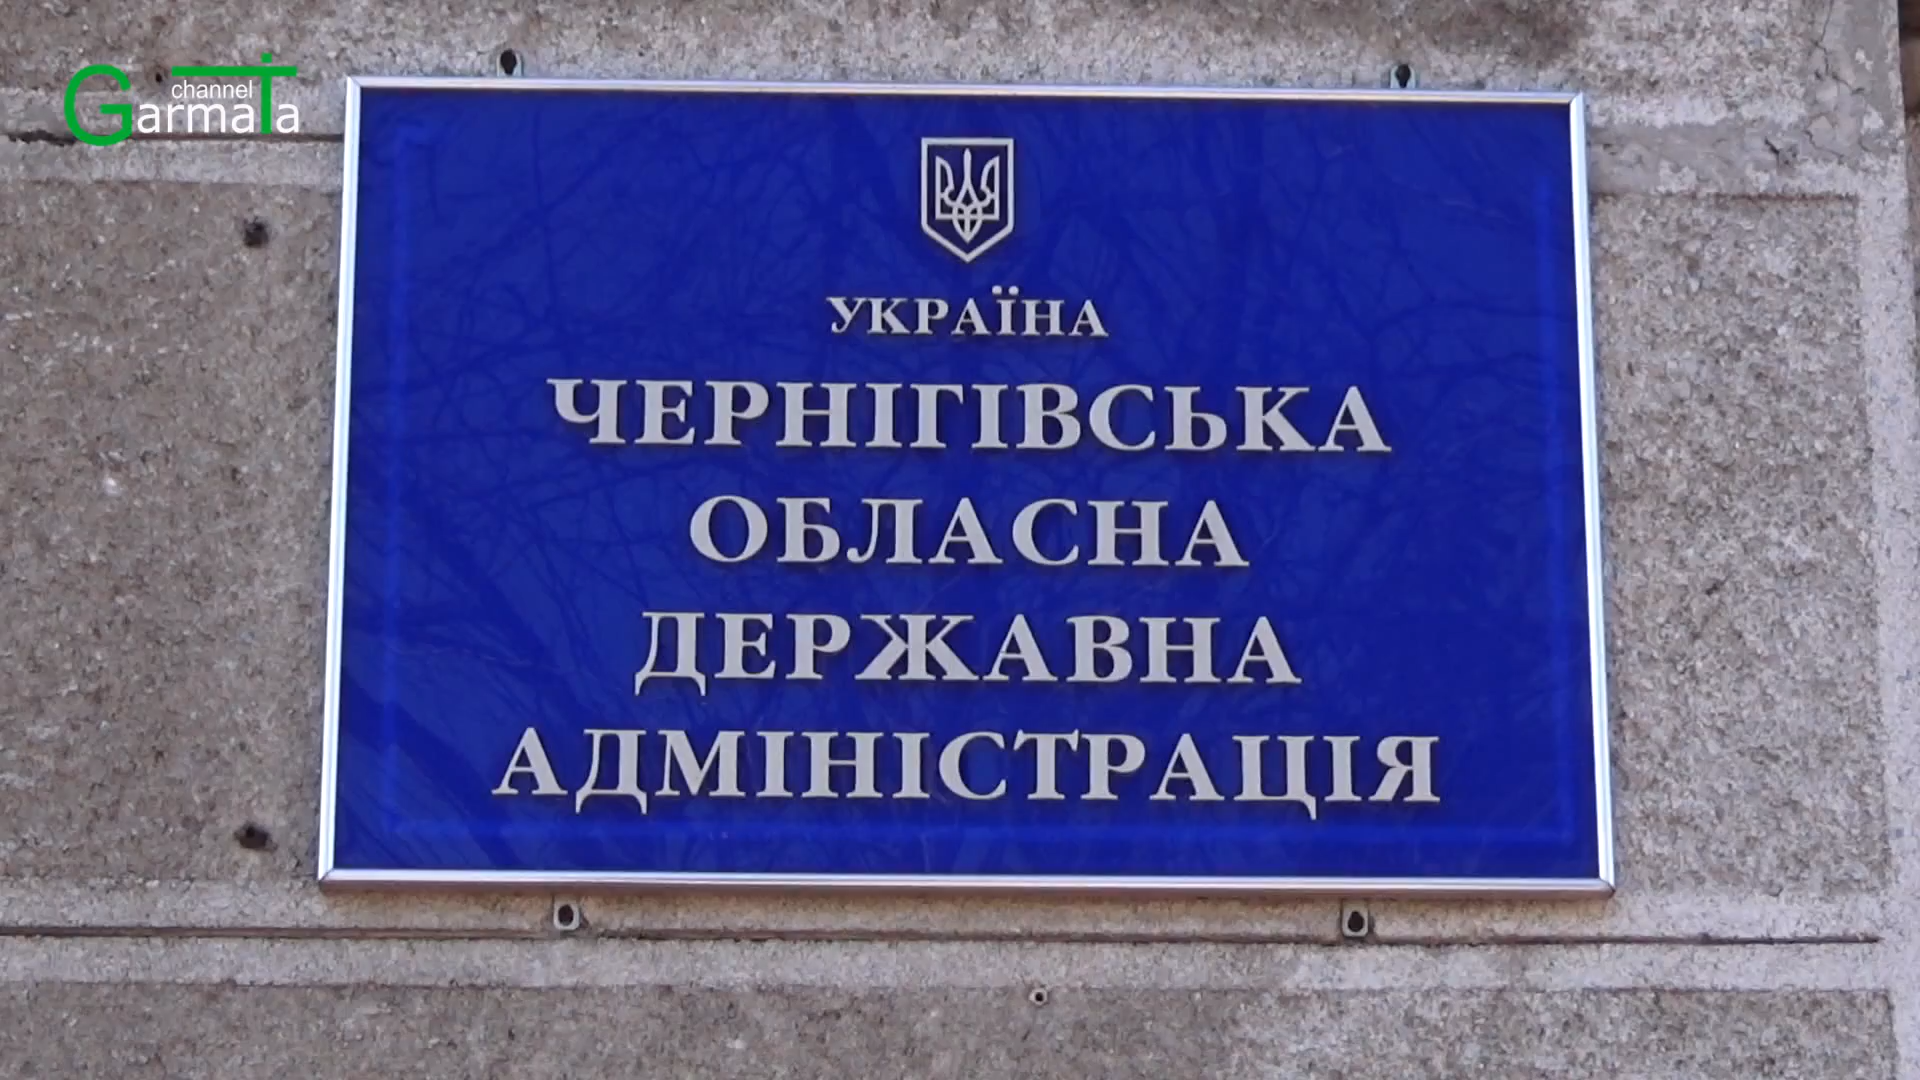 channel
Garmata
УКРАЇНА
ЧЕРНІГІВСЬКА
ОБЛАСНА
ДЕРЖАВНА
АДМІНІСТРАЦІЯ